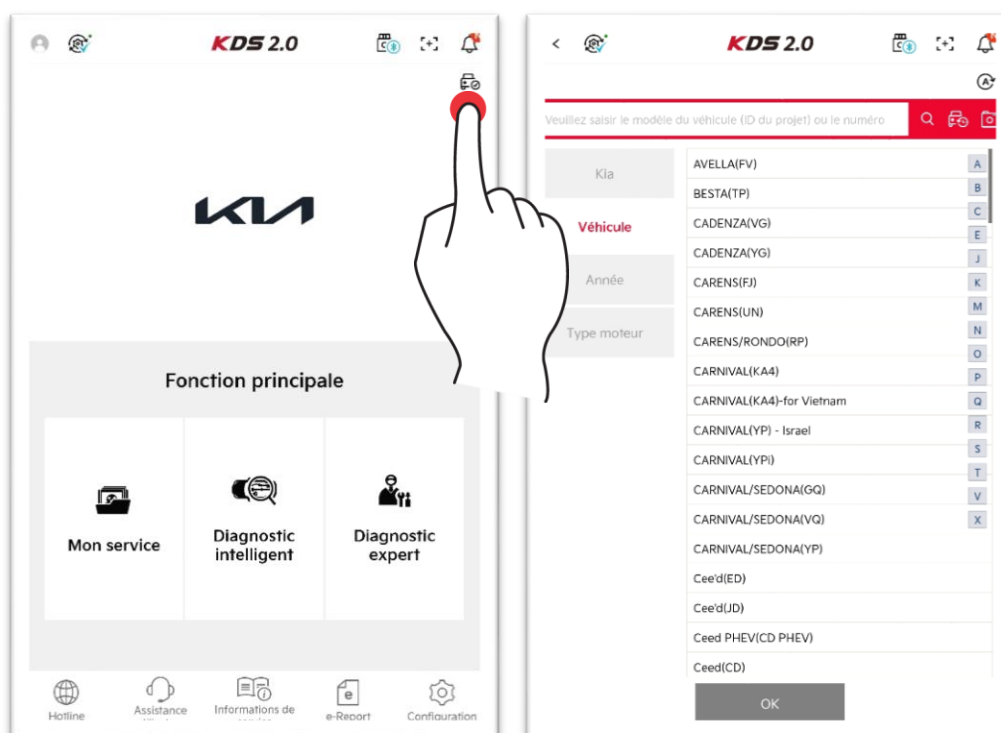 KDS 2.0
C
KIA
Fonction principale
Mon service
Diagnostic
intelligent
Diagnostic
expert
Hotline
Assistance
Informations de
e-Report
Configuration
KDS 2.0
C
A
Veuillez saisir le modèle du véhicule (ID du projet) ou le numéro
Kia
Véhicule
Année
Type moteur
AVELLA(FV)
BESTA(TP)
CADENZA(VG)
CADENZA(YG)
CARENS(FJ)
CARENS(UN)
CARENS/RONDO(RP)
CARNIVAL(KA4)
CARNIVAL(KA4)-for Vietnam
CARNIVAL(YP) - Israel
CARNIVAL(YPI)
CARNIVAL/SEDONA(GQ)
CARNIVAL/SEDONA(VQ)
CARNIVAL/SEDONA(YP)
Cee'd(ED)
Cee'd(JD)
Ceed PHEV(CD PHEV)
Ceed(CD)
A
B
C
E
J
K
M
N
O
P
Q
R
S
T
V
X
OK